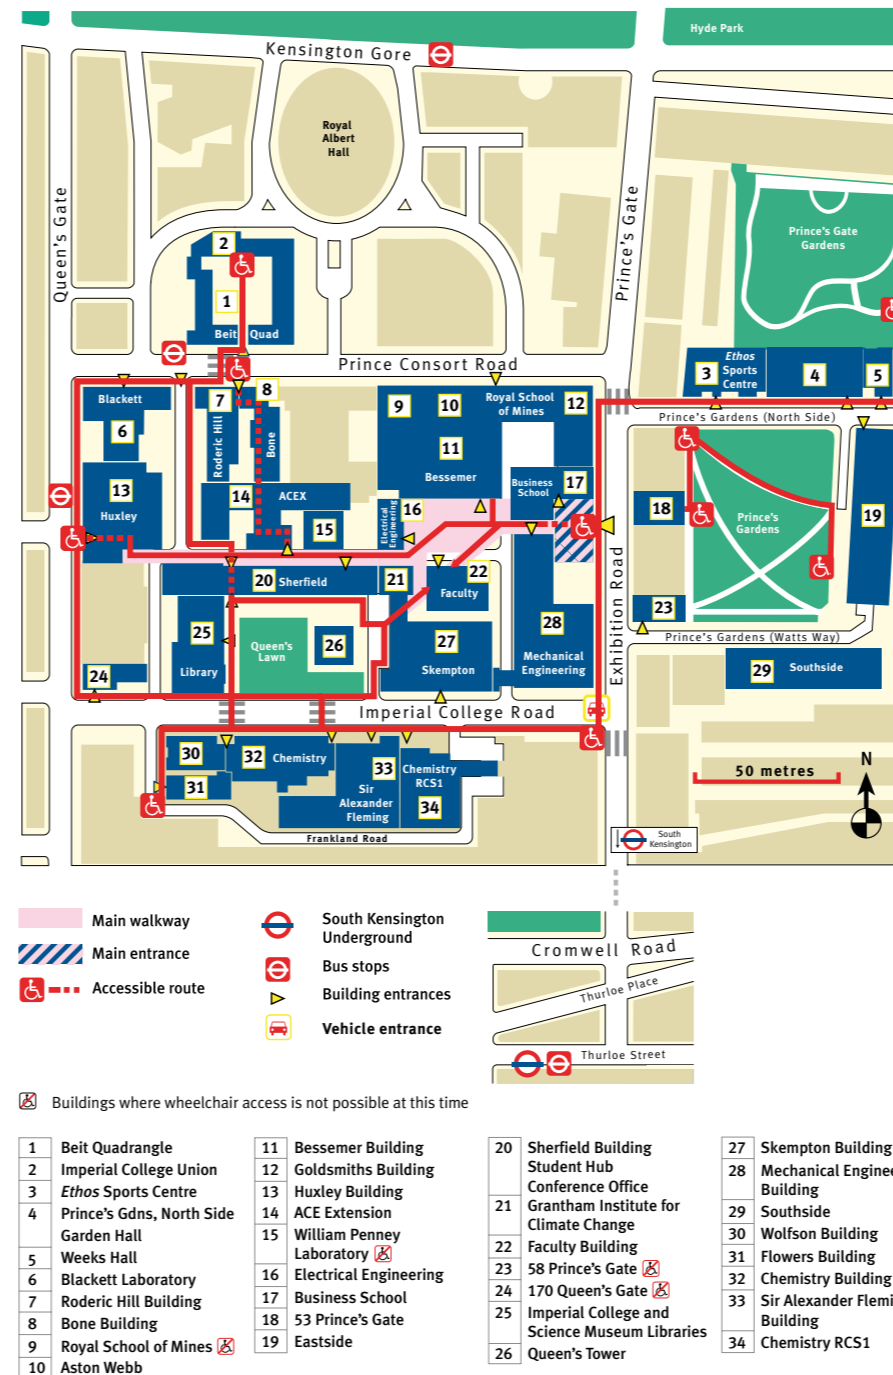 Hyde Park
Kensington Gore
Royal
Albert
Hall
Queen's Gate
Prince's Gate
Prince's Gate
Gardens
2
1
Beit Quad
Prince Consort Road
Ethos
Sports
Centre
3
4
5
Prince's Gardens (North Side)
Blackett
6
7
8
Roderic Hill
Bone
9
10
Royal School
of Mines
12
11
Bessemer
13
Huxley
14
ACEX
15
16
Electrical
Engineering
Business
School
17
18
Prince's
Gardens
19
20
Sherfield
21
22
Faculty
23
Exhibition Road
Prince's Gardens (Watts Way)
25
Library
Queen's
Lawn
26
27
Skempton
28
Mechanical
Engineering
24
29
Southside
Imperial College Road
30
31
32
Chemistry
33
Sir
Alexander
Fleming
Chemistry
RCS1
34
Frankland Road
50 metres
N
South
Kensington
Main walkway
Main entrance
Accessible route
South Kensington
Underground
Bus stops
Building entrances
Vehicle entrance
Cromwell Road
Thurloe Place
Thurloe Street
Buildings where wheelchair access is not possible at this time
1 Beit Quadrangle
2 Imperial College Union
3 Ethos Sports Centre
4 Prince's Gdns, North Side
Garden Hall
5 Weeks Hall
6 Blackett Laboratory
7 Roderic Hill Building
8 Bone Building
9 Royal School of Mines
10 Aston Webb
11 Bessemer Building
12 Goldsmiths Building
13 Huxley Building
14 ACE Extension
15 William Penney
Laboratory
16 Electrical Engineering
17 Business School
18 53 Prince's Gate
19 Eastside
20 Sherfield Building
Student Hub
Conference Office
21 Grantham Institute for
Climate Change
22 Faculty Building
23 58 Prince's Gate
24 170 Queen's Gate
25 Imperial College and
Science Museum Libraries
26 Queen's Tower
27 Skempton Building
28 Mechanical Enginee
Building
29 Southside
30 Wolfson Building
31 Flowers Building
32 Chemistry Building
33 Sir Alexander Flemi
Building
34 Chemistry RCS1